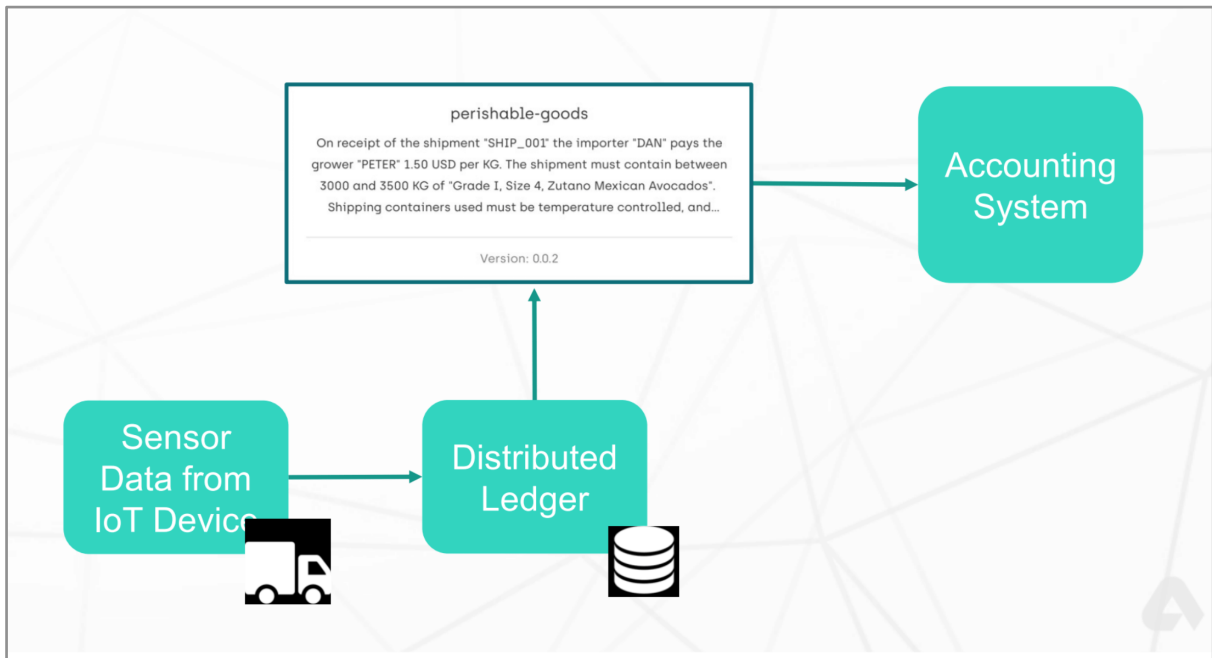 perishable-goods
On receipt of the shipment "SHIP_001" the importer "DAN" pays the
grower "PETER" 1.50 USD per KG. The shipment must contain between
3000 and 3500 KG of "Grade I, Size 4, Zutano Mexican Avocados".
Shipping containers used must be temperature controlled, and...
Version: 0.0.2
Accounting
System
Sensor
Data from
IoT Device
Distributed
Ledger